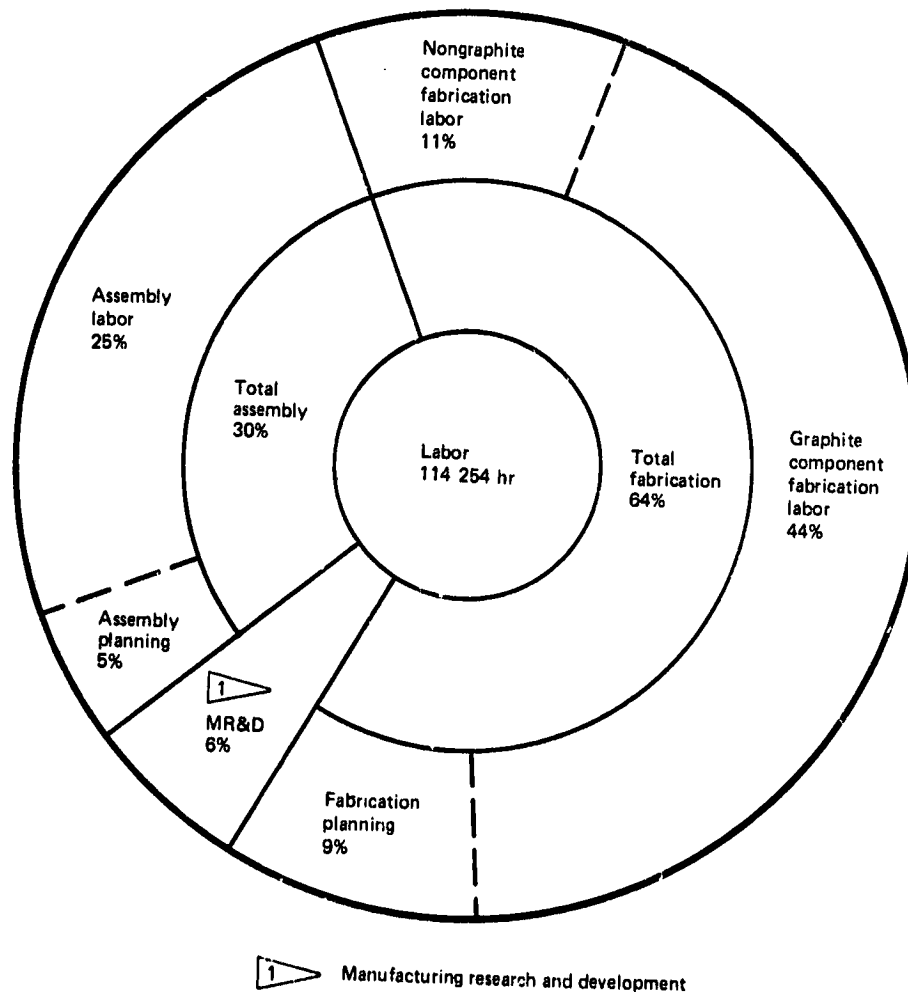 Nongraphite
component
fabrication
labor
11%
Assembly
labor
25%
Total
assembly
30%
Labor
114 254 hr
Total
fabrication
64%
Graphite
component
fabrication
labor
44%
Assembly
planning
5%
1
MR&D
6%
Fabrication
planning
9%
1 Manufacturing research and development